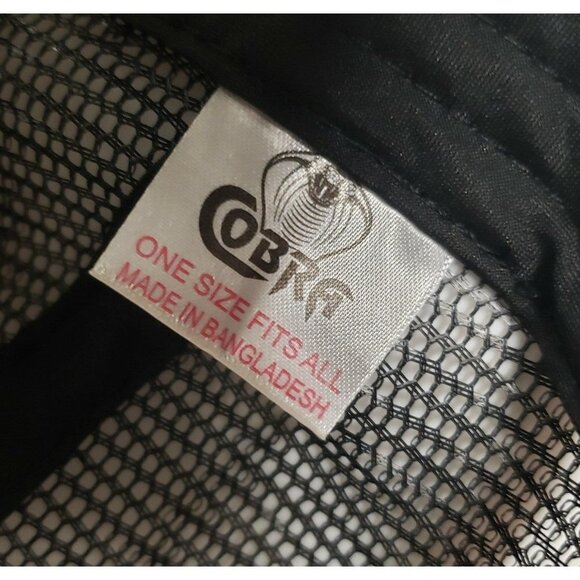 COBRA
ONE SIZE FITS ALL
MADE IN BANGLADESH